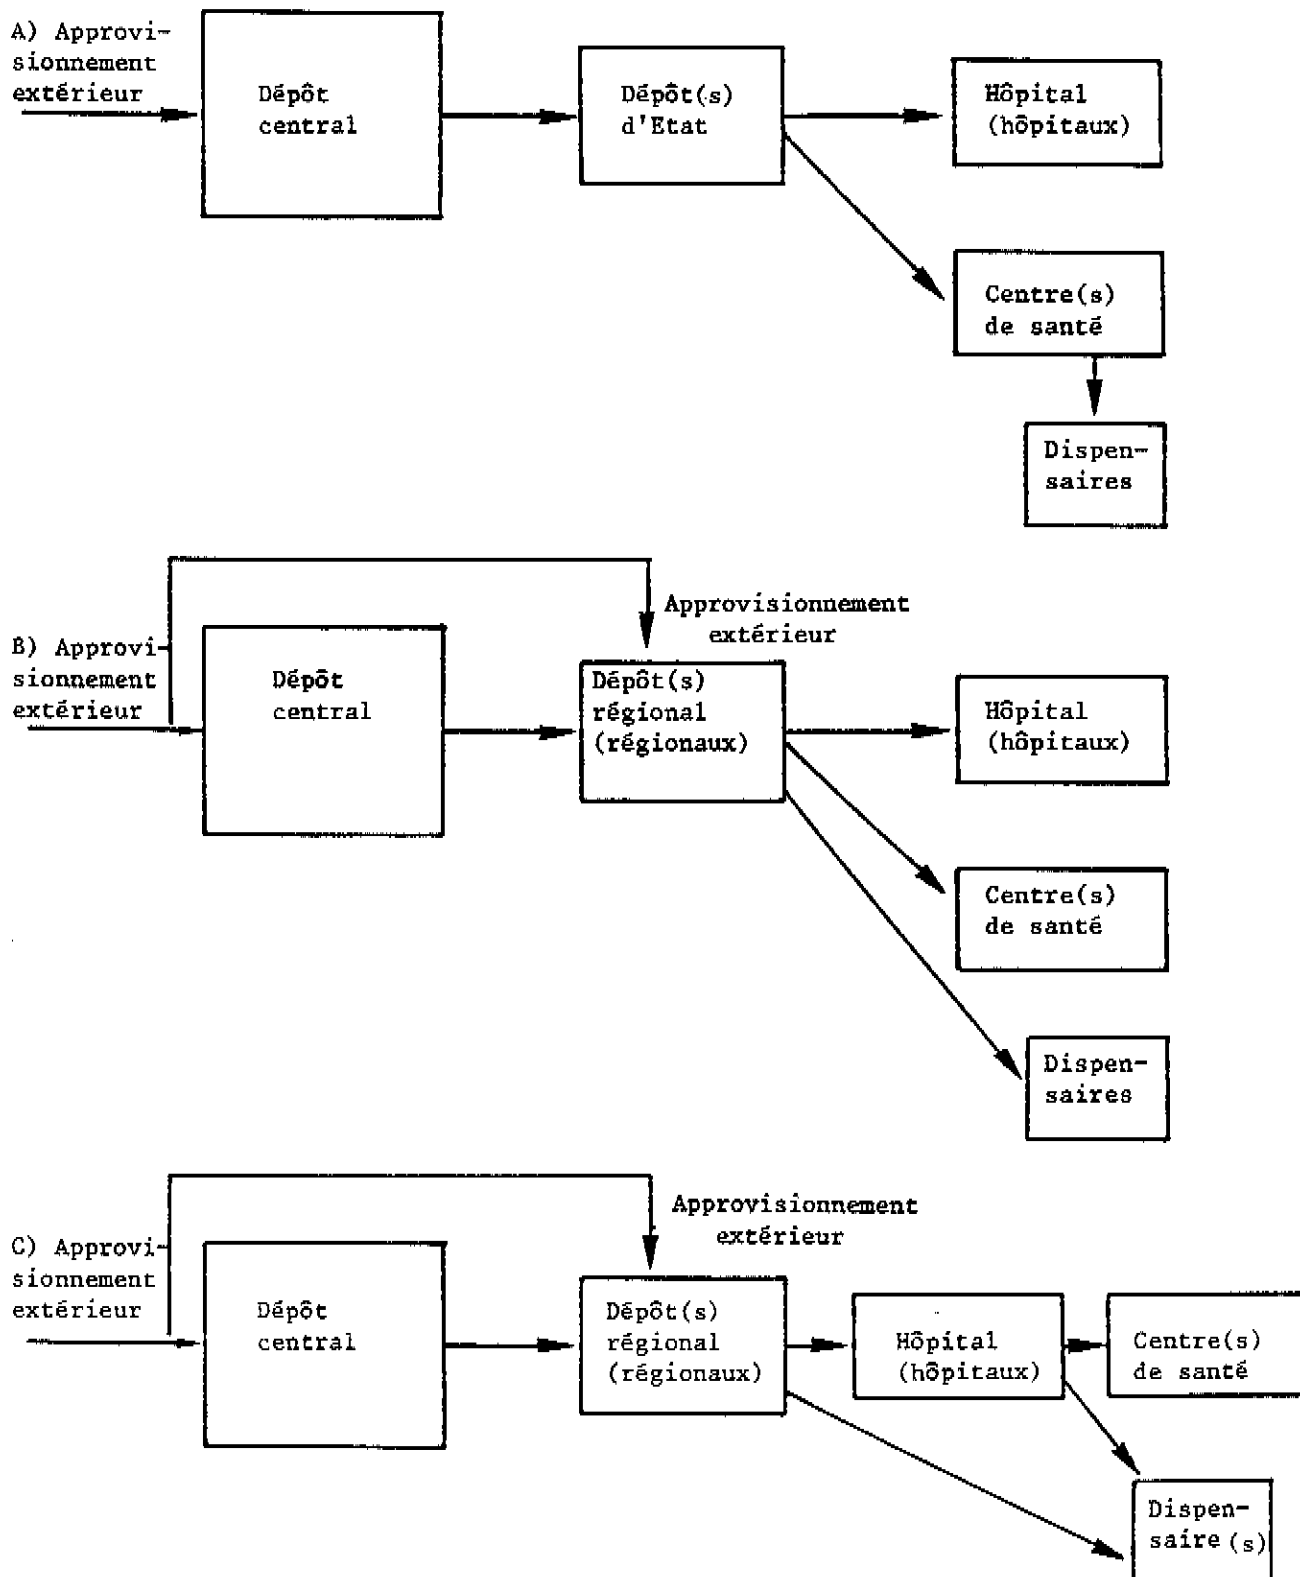 A) Approvi-
sionnement
extérieur
Dépôt
central
Dépôt(s)
d'Etat
Hôpital
(hôpitaux)
Centre(s)
de santé
Dispen-
saires
Approvisionnement
extérieur
B) Approvi-
sionnement
extérieur
Dépôt
central
Dépôt(s)
régional
(régionaux)
Hôpital
(hôpitaux)
Centre(s)
de santé
Dispen-
saires
Approvisionnement
extérieur
C) Approvi-
sionnement
extérieur
Dépôt
central
Dépôt(s)
régional
(régionaux)
Hôpital
(hôpitaux)
Centre(s)
de santé
Dispen-
saire(s)